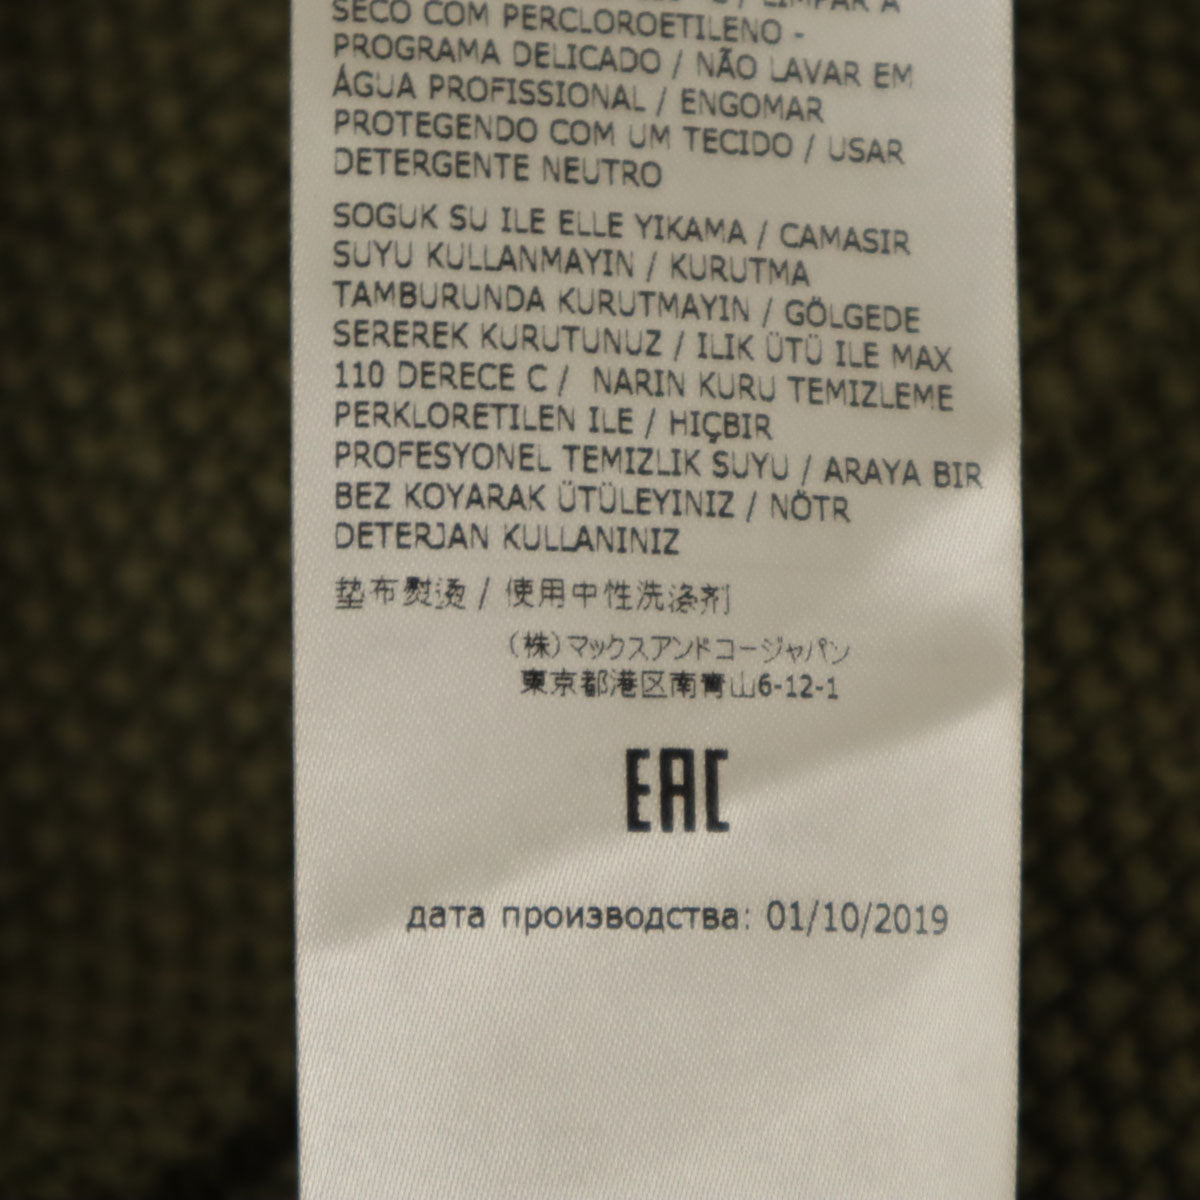 / LIMPAR A
SECO COM PERCLOROETILENO -
PROGRAMA DELICADO / NÃO LAVAR EM
ÁGUA PROFISSIONAL / ENGOMAR
PROTEGENDO COM UM TECIDO / USAR
DETERGENTE NEUTRO
SOGUK SU ILE ELLE YIKAMA / CAMASIR
SUYU KULLANMAYIN / KURUTMA
TAMBURUNDA KURUTMAYIN / GÖLGEDE
SEREREK KURUTUNUZ / ILIK ÜTÜ ILE MAX
110 DERECE C / NARIN KURU TEMIZLEME
PERKLORETILEN ILE / HIÇBIR
PROFESYONEL TEMIZLIK SUYU / ARAYA BIR
BEZ KOYARAK ÜTÜLEYINIZ / NÖTR
DETERJAN KULLANINIZ
垫布熨烫 / 使用中性洗涤剂
(株)マックスアンドコージャパン
東京都港区南青山6-12-1
EAC
дата производства: 01/10/2019